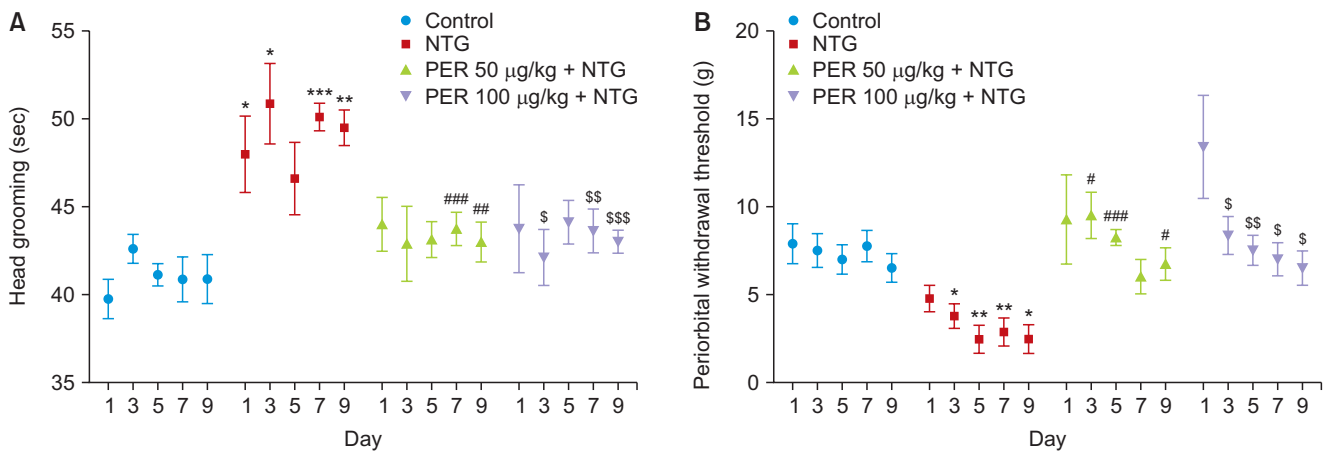 A
55
50
45
40
35
Head grooming (sec)
Control
NTG
PER 50 μg/kg + NTG
PER 100 μg/kg + NTG
* * *** **
### ##
$ $$ $$$
1 3 5 7 9 1 3 5 7 9 1 3 5 7 9 1 3 5 7 9
Day
B
20
15
10
5
0
Periorbital withdrawal threshold (g)
Control
NTG
PER 50 μg/kg + NTG
PER 100 μg/kg + NTG
* ** ** *
# ### #
$ $$ $ $
1 3 5 7 9 1 3 5 7 9 1 3 5 7 9 1 3 5 7 9
Day